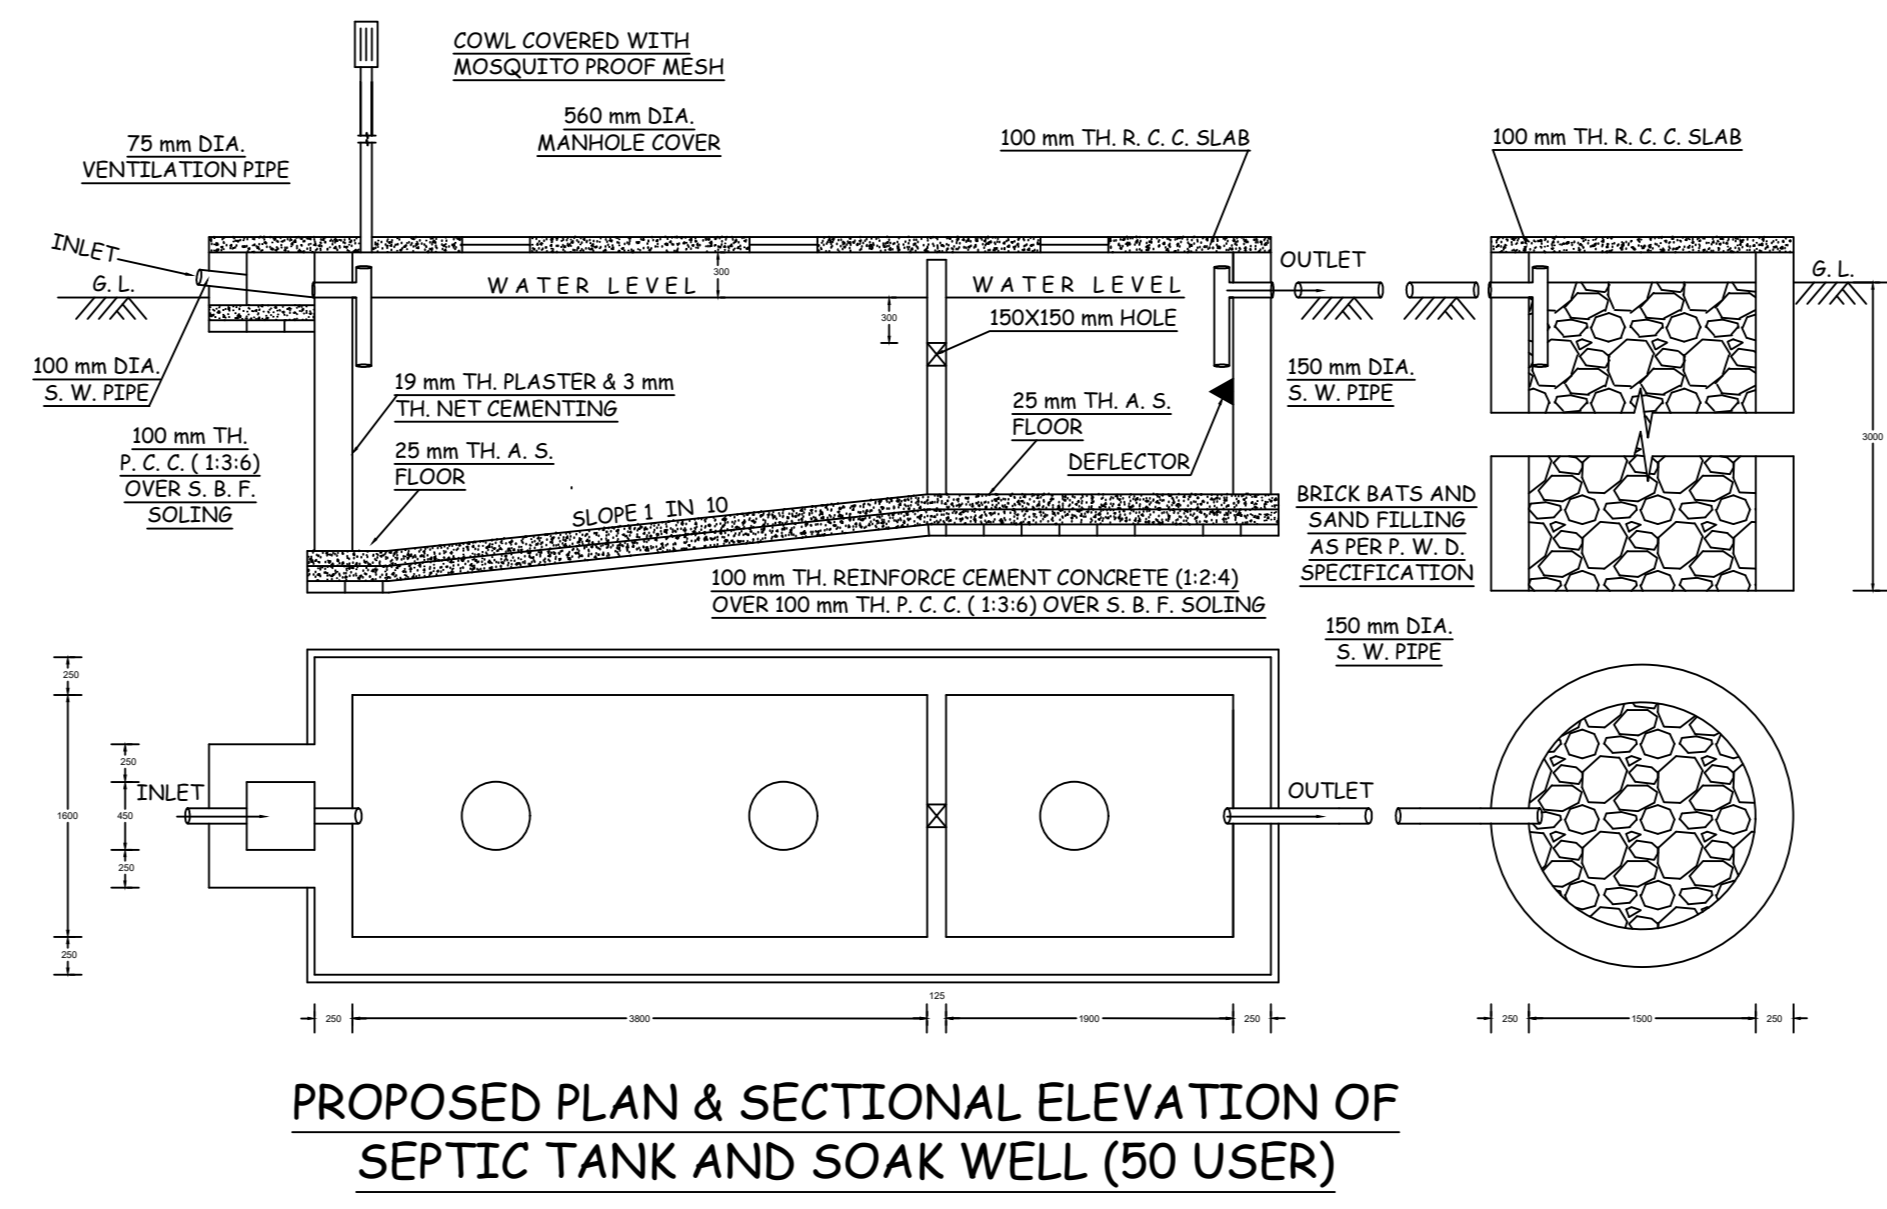 COWL COVERED WITH
MOSQUITO PROOF MESH
560 mm DIA.
MANHOLE COVER
75 mm DIA.
VENTILATION PIPE
100 mm TH. R. C. C. SLAB
100 mm TH. R. C. C. SLAB
INLET
G. L.
300
WATER LEVEL
WATER LEVEL
OUTLET
G. L.
300
150X150 mm HOLE
100 mm DIA.
S. W. PIPE
19 mm TH. PLASTER & 3 mm
TH. NET CEMENTING
150 mm DIA.
S. W. PIPE
25 mm TH. A. S.
FLOOR
100 mm TH.
P. C. C. ( 1:3:6)
OVER S. B. F.
SOLING
25 mm TH. A. S.
FLOOR
DEFLECTOR
3000
SLOPE 1 IN 10
BRICK BATS AND
SAND FILLING
AS PER P. W. D.
SPECIFICATION
100 mm TH. REINFORCE CEMENT CONCRETE (1:2:4)
OVER 100 mm TH. P. C. C. ( 1:3:6) OVER S. B. F. SOLING
150 mm DIA.
S. W. PIPE
250
1600
250
250
450
250
INLET
OUTLET
250
3800
125
1900
250
250
1500
250
PROPOSED PLAN & SECTIONAL ELEVATION OF
SEPTIC TANK AND SOAK WELL (50 USER)